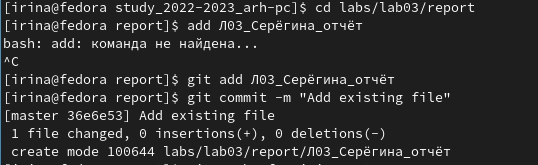 [irina@fedora study_2022-2023_arh-pc]$ cd labs/lab03/report
[irina@fedora report]$ add Л03_Серёгина_отчёт
bash: add: команда не найдена...
^C
[irina@fedora report]$ git add Л03_Серёгина_отчёт
[irina@fedora report]$ git commit -m "Add existing file"
[master 36e6e53] Add existing file
 1 file changed, 0 insertions(+), 0 deletions(-)
 create mode 100644 labs/lab03/report/Л03_Серёгина_отчёт